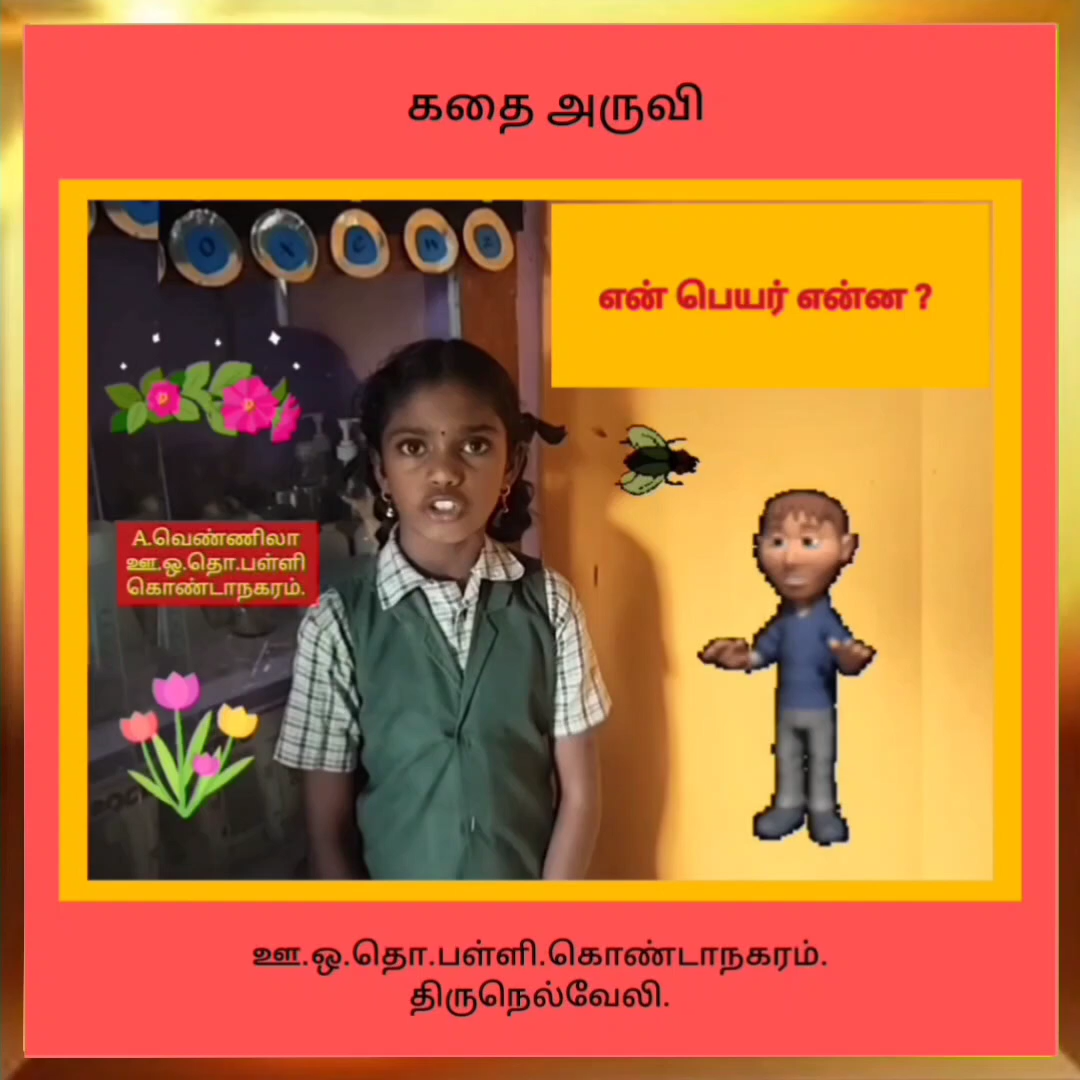 கதை அருவி
O X C N Z
என் பெயர் என்ன ?
A.வெண்ணிலா
ஊ.ஒ.தொ.பள்ளி
கொண்டாநகரம்.
ஊ.ஒ.தொ.பள்ளி.கொண்டாநகரம்.
திருநெல்வேலி.